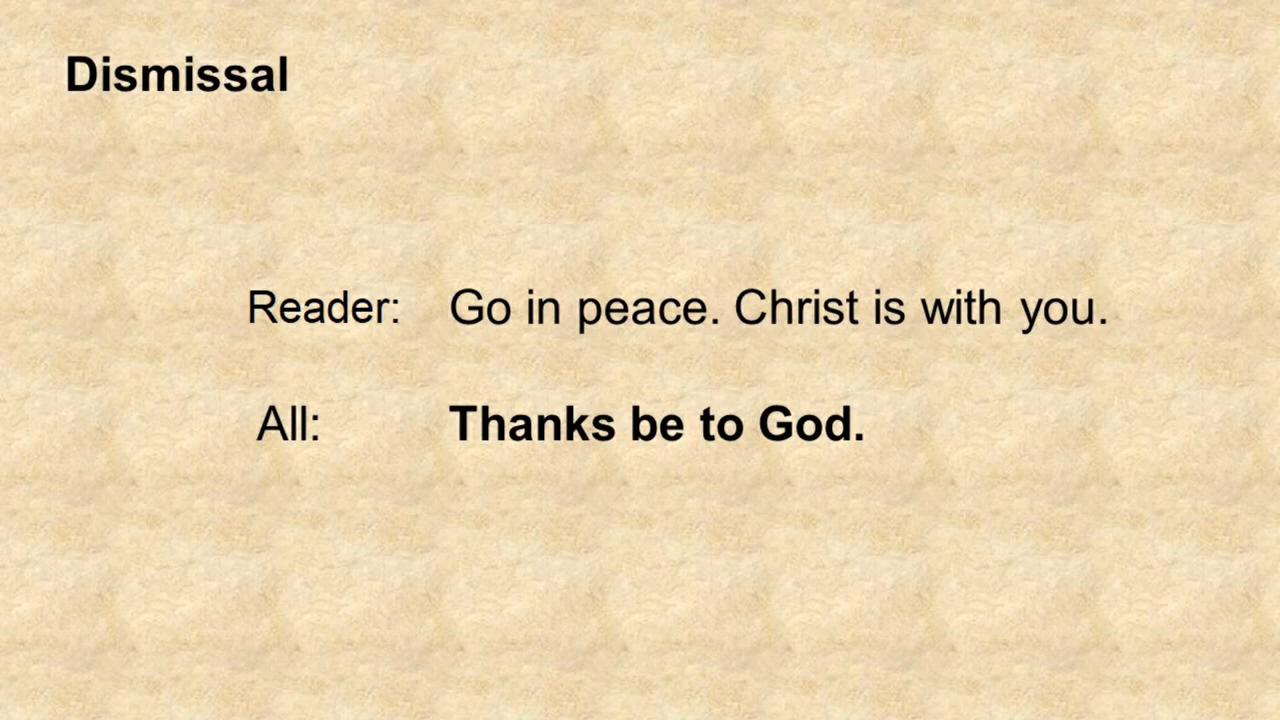 Dismissal
Reader: Go in peace. Christ is with you.
All: Thanks be to God.